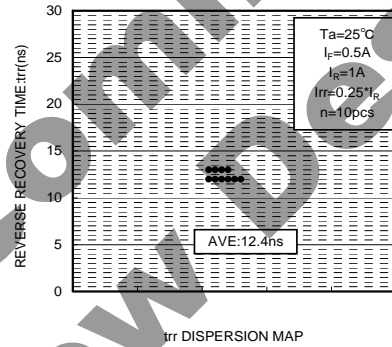 30
25
20
15
10
5
0
REVERSE RECOVERY TIME:trr(ns)
Ta=25°C
IF=0.5A
IR=1A
Irr=0.25*IR
n=10pcs
AVE:12.4ns
trr DISPERSION MAP